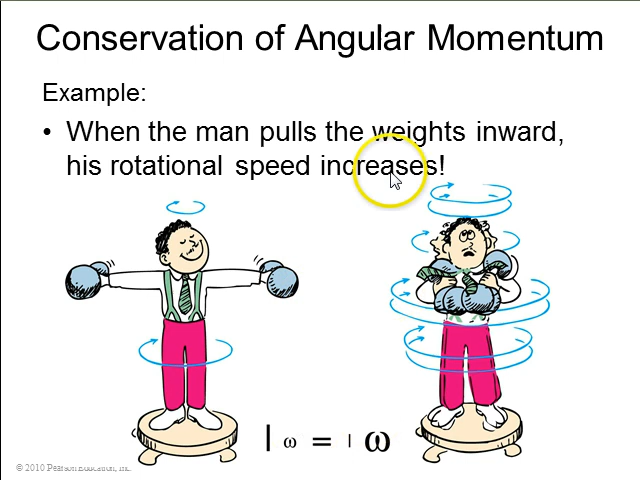 Conservation of Angular Momentum
Example:
• When the man pulls the weights inward,
his rotational speed increases!
I ω = I ω
© 2010 Pearson Education, Inc.